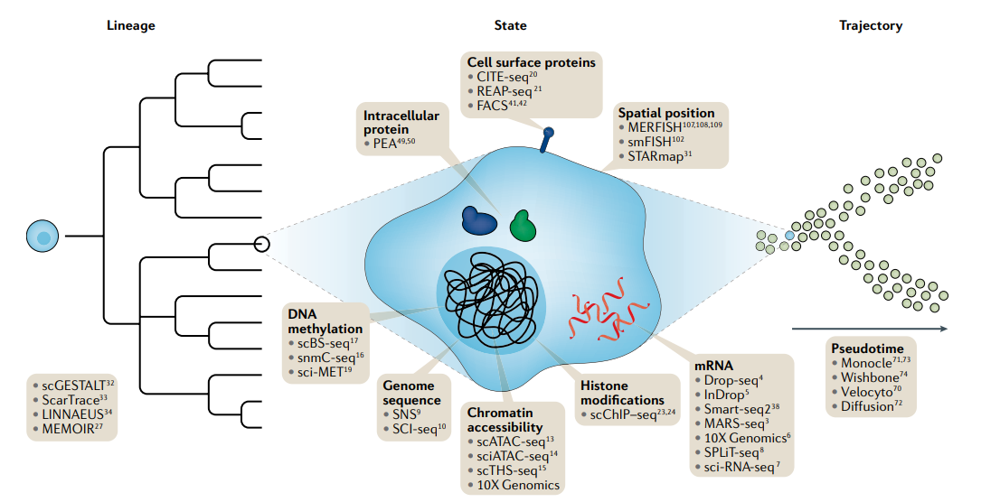 Lineage
State
Trajectory
Cell surface proteins
• CITE-seq20
• REAP-seq21
• FACS41,42
Intracellular
protein
• PEA49,50
Spatial position
• MERFISH107,108,109
• smFISH102
• STARmap31
DNA
methylation
• scBS-seq17
• snmC-seq16
• sci-MET19
• scGESTALT32
• ScarTrace33
• LINNAEUS34
• MEMOIR27
Genome
sequence
• SNS9
• SCI-seq10
Chromatin
accessibility
• scATAC-seq13
• sciATAC-seq14
• scTHS-seq15
• 10X Genomics
Histone
modifications
• scChIP–seq23,24
mRNA
• Drop-seq4
• InDrop5
• Smart-seq238
• MARS-seq3
• 10X Genomics6
• SPLiT-seq8
• sci-RNA-seq7
Pseudotime
• Monocle71,73
• Wishbone74
• Velocyto70
• Diffusion72